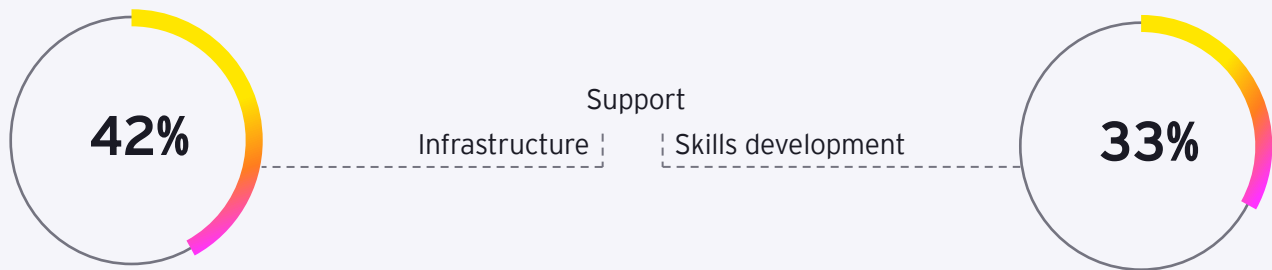 Support
42%
Infrastructure
Skills development
33%